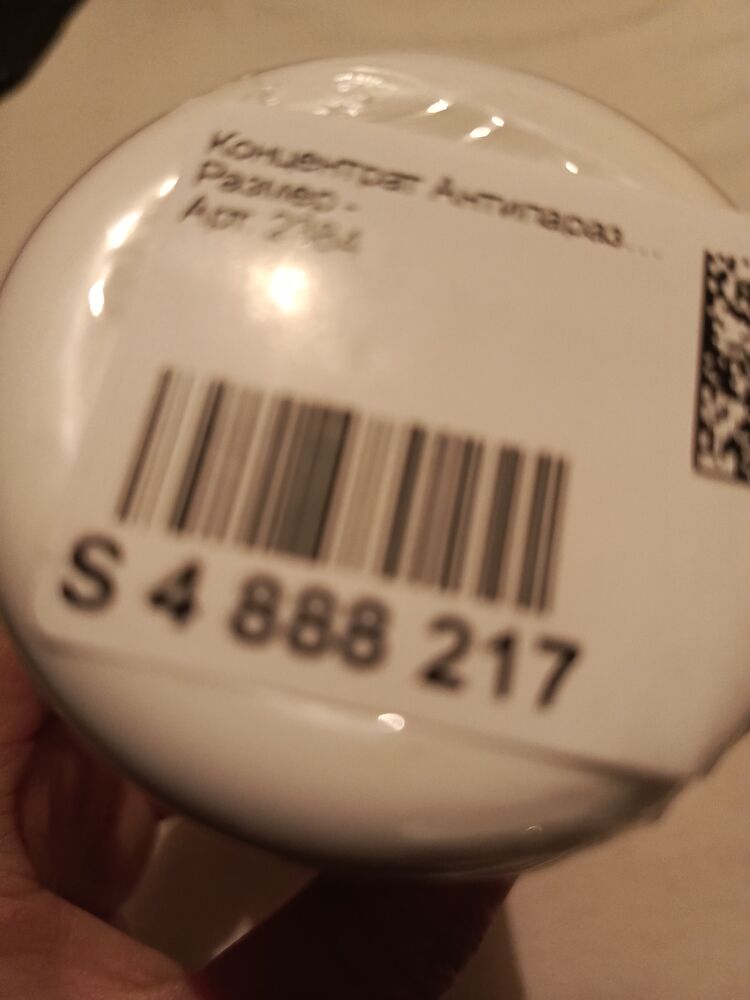 Концентрат Антипараз...
Размер -
Арт.
S 4 888 217